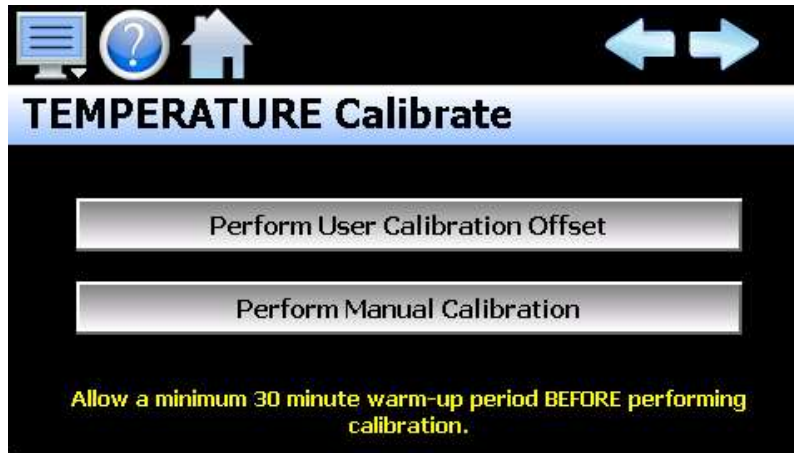 TEMPERATURE Calibrate
Perform User Calibration Offset
Perform Manual Calibration
Allow a minimum 30 minute warm-up period BEFORE performing
calibration.